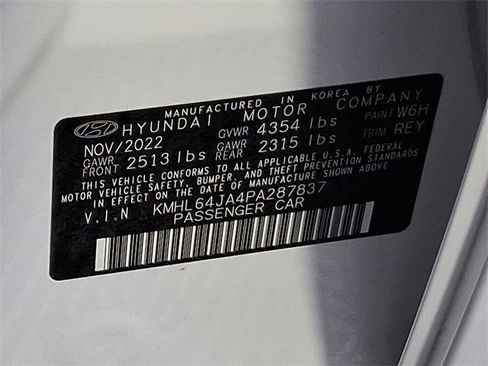 MANUFACTURED IN KOREA BY
HYUNDAI MOTOR COMPANY
NOV/2022 GVWR 4354 lbs PAINT W6H
GAWR FRONT 2513 lbs GAWR REAR 2315 lbs TRIM REY
THIS VEHICLE CONFORMS TO ALL APPLICABLE U.S.A. FEDERAL
MOTOR VEHICLE SAFETY, BUMPER, AND THEFT PREVENTION STANDARDS
IN EFFECT ON THE DATE OF MANUFACTURE SHOWN ABOVE.
V.I.N KMHL64JA4PA287837
PASSENGER CAR